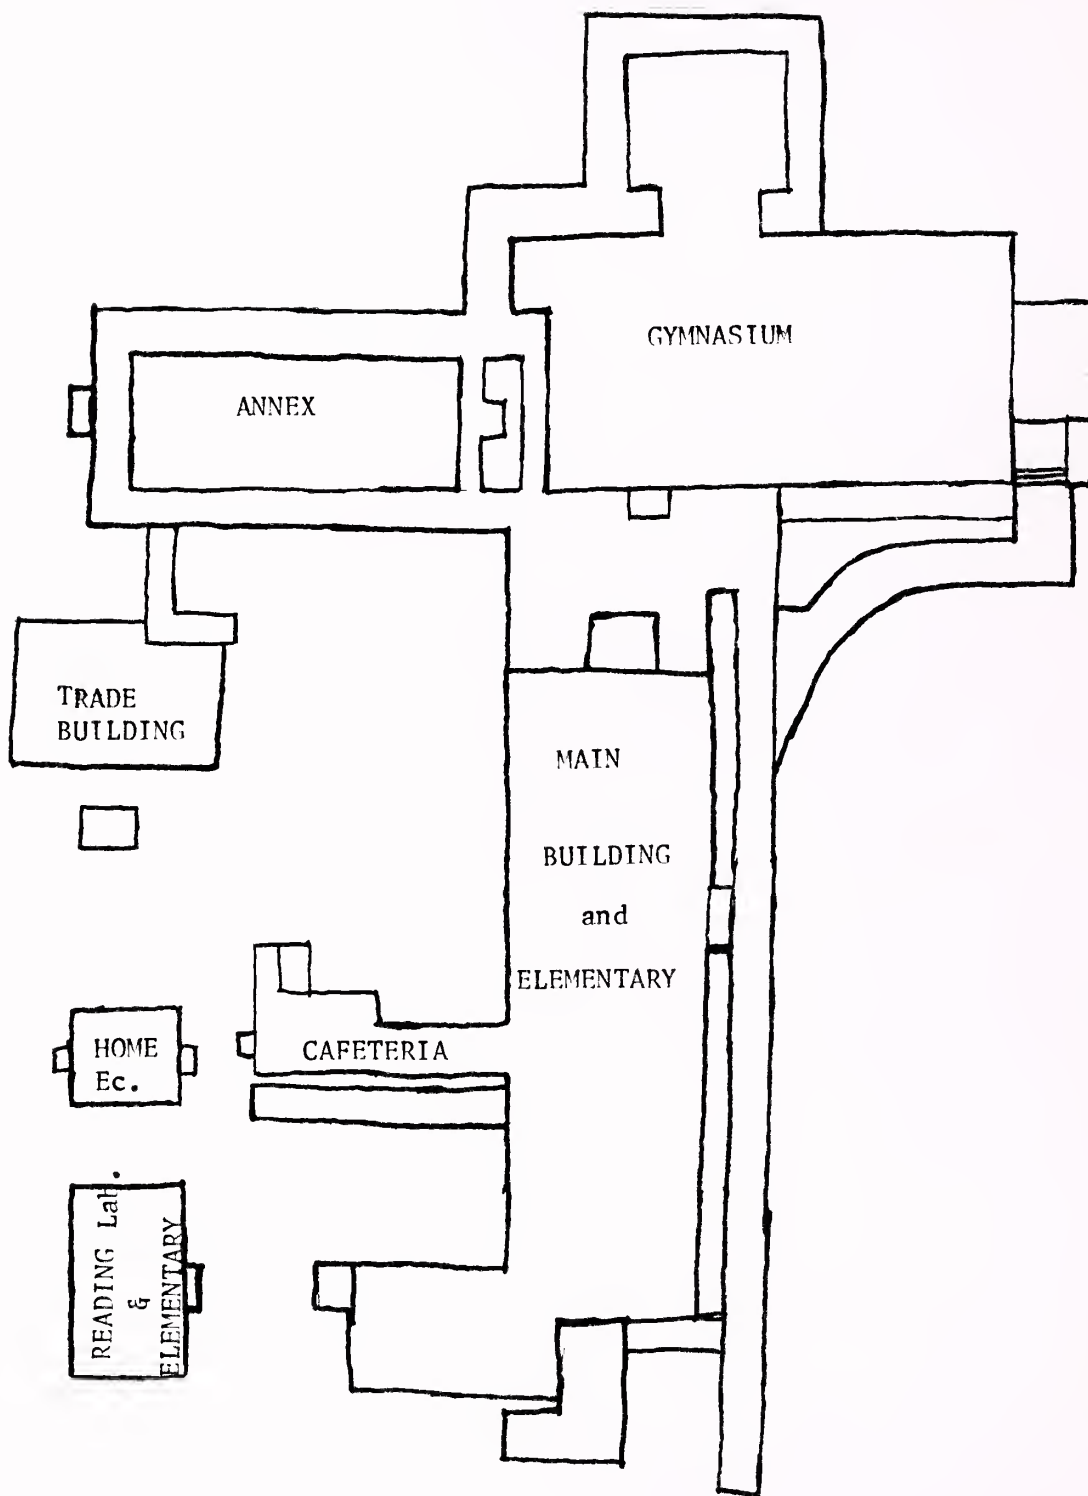 GYMNASIUM
ANNEX
TRADE
BUILDING
MAIN
BUILDING
and
ELEMENTARY
HOME
Ec.
CAFETERIA
READING Lab.
&
ELEMENTARY